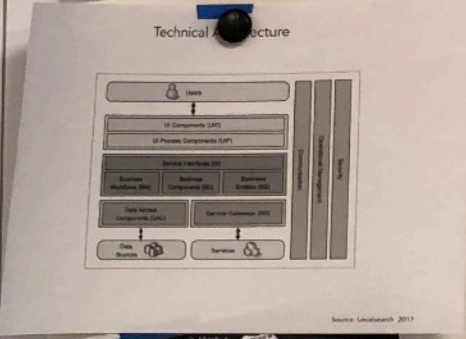 Technical A ecture
Users
UI Components (UIC)
UI Process Components (UIP)
Service Interfaces (SI)
Business
Workflows (BW)
Business
Components (BC)
Business
Entities (BE)
Data Access
Components (DAC)
Service Gateways (SG)
Data
Sources
Services
Communication
Operational Management
Security
Source: Localsearch 2017